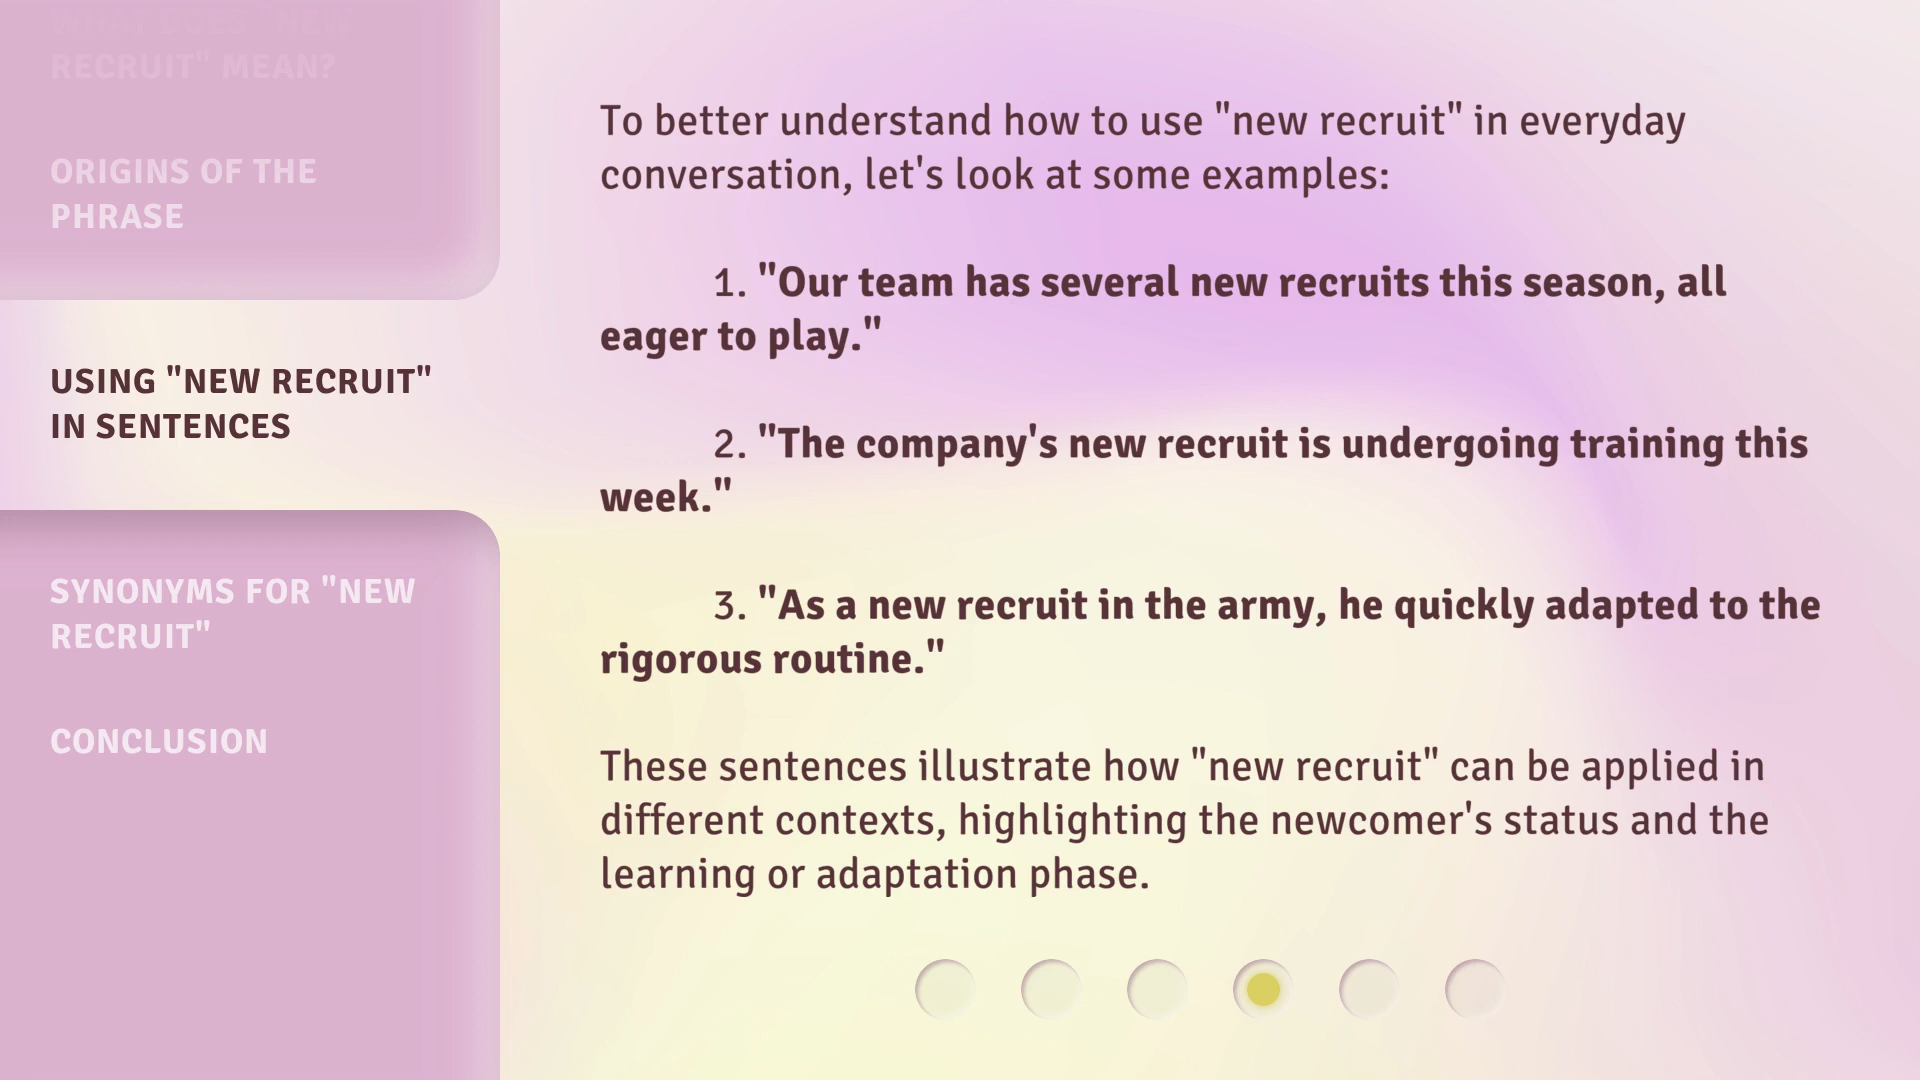 WHAT DOES "NEW
RECRUIT" MEAN?
ORIGINS OF THE
PHRASE
USING "NEW RECRUIT"
IN SENTENCES
SYNONYMS FOR "NEW
RECRUIT"
CONCLUSION
To better understand how to use "new recruit" in everyday
conversation, let's look at some examples:
1. "Our team has several new recruits this season, all
eager to play."
2. "The company's new recruit is undergoing training this
week."
3. "As a new recruit in the army, he quickly adapted to the
rigorous routine."
These sentences illustrate how "new recruit" can be applied in
different contexts, highlighting the newcomer's status and the
learning or adaptation phase.